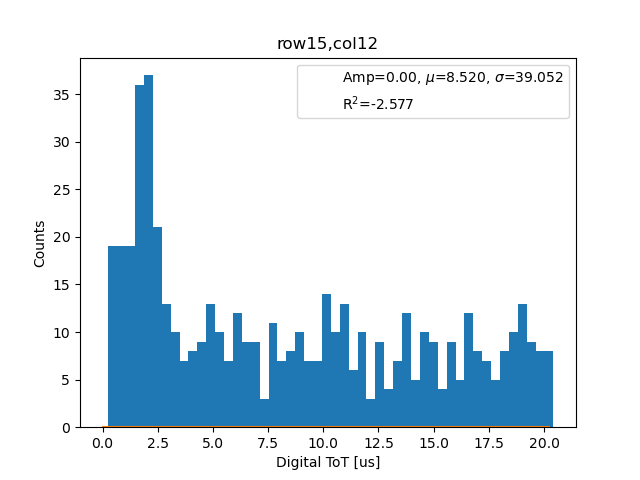 row15,col12
Amp=0.00, μ=8.520, σ=39.052
R²=-2.577
Counts
35
30
25
20
15
10
5
0
0.0 2.5 5.0 7.5 10.0 12.5 15.0 17.5 20.0
Digital ToT [us]